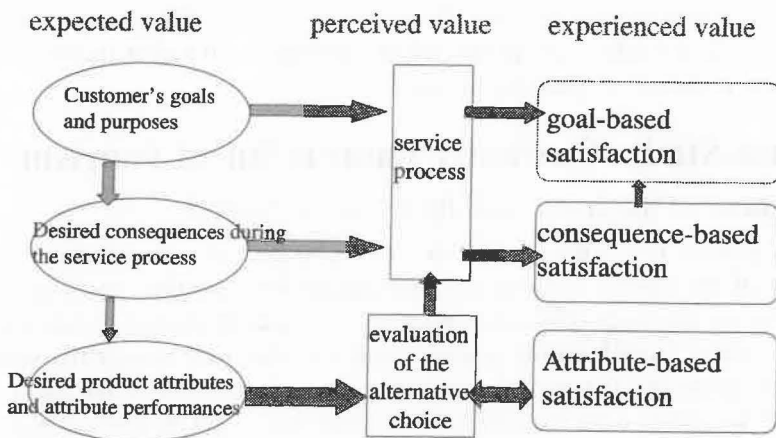 expected value
perceived value
experienced value
Customer's goals
and purposes
service
process
goal-based
satisfaction
Desired consequences during
the service process
consequence-based
satisfaction
Desired product attributes
and attribute performances
evaluation
of the
alternative
choice
Attribute-based
satisfaction